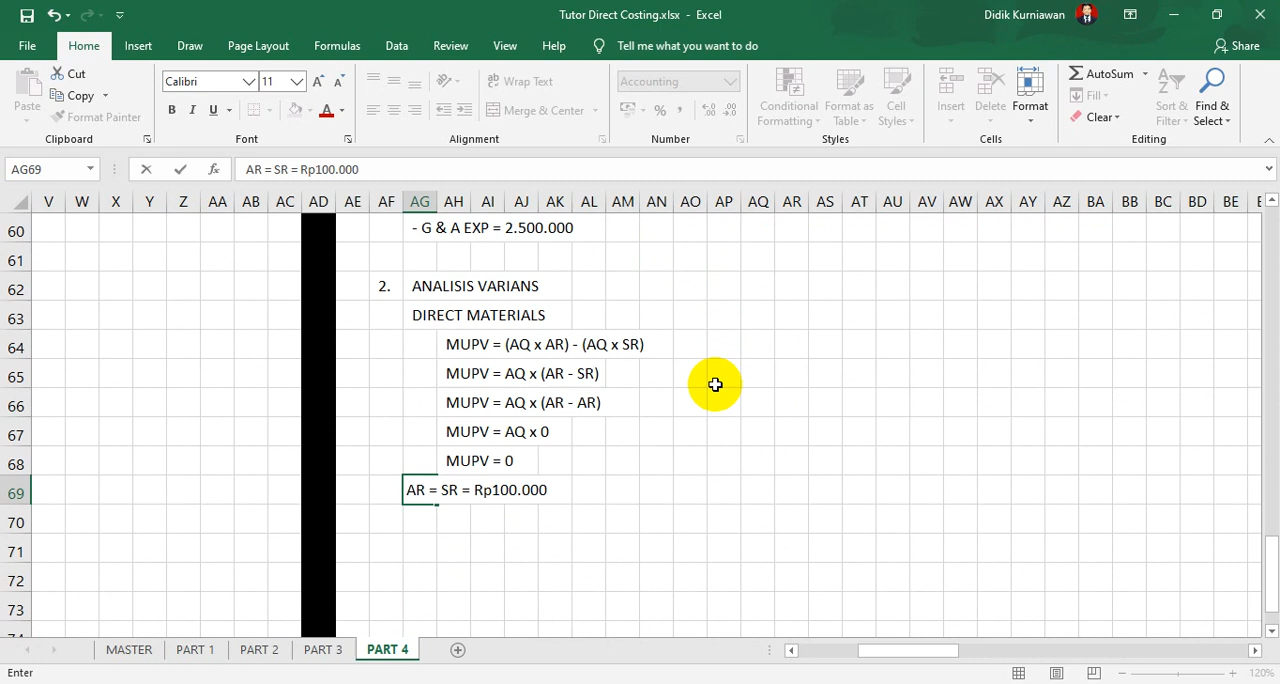 Tutor Direct Costing.xlsx - Excel
Didik Kurniawan
File Home Insert Draw Page Layout Formulas Data Review View Help Tell me what you want to do Share
Paste
Cut
Copy
Format Painter
Clipboard
Calibri 11
B I U
Font
Wrap Text
Merge & Center
Alignment
Accounting
Number
Conditional Formatting
Format as Table
Cell Styles
Styles
Insert Delete Format
Cells
AutoSum
Fill
Clear
Sort & Filter
Find & Select
Editing
AG69 fx AR = SR = Rp100.000
V W X Y Z AA AB AC AD AE AF AG AH AI AJ AK AL AM AN AO AP AQ AR AS AT AU AV AW AX AY AZ BA BB BC BD BE
60 - G & A EXP = 2.500.000
61
62 2. ANALISIS VARIANS
63 DIRECT MATERIALS
64 MUPV = (AQ x AR) - (AQ x SR)
65 MUPV = AQ x (AR - SR)
66 MUPV = AQ x (AR - AR)
67 MUPV = AQ x 0
68 MUPV = 0
69 AR = SR = Rp100.000
70
71
72
73
74
MASTER PART 1 PART 2 PART 3 PART 4
Enter 120%